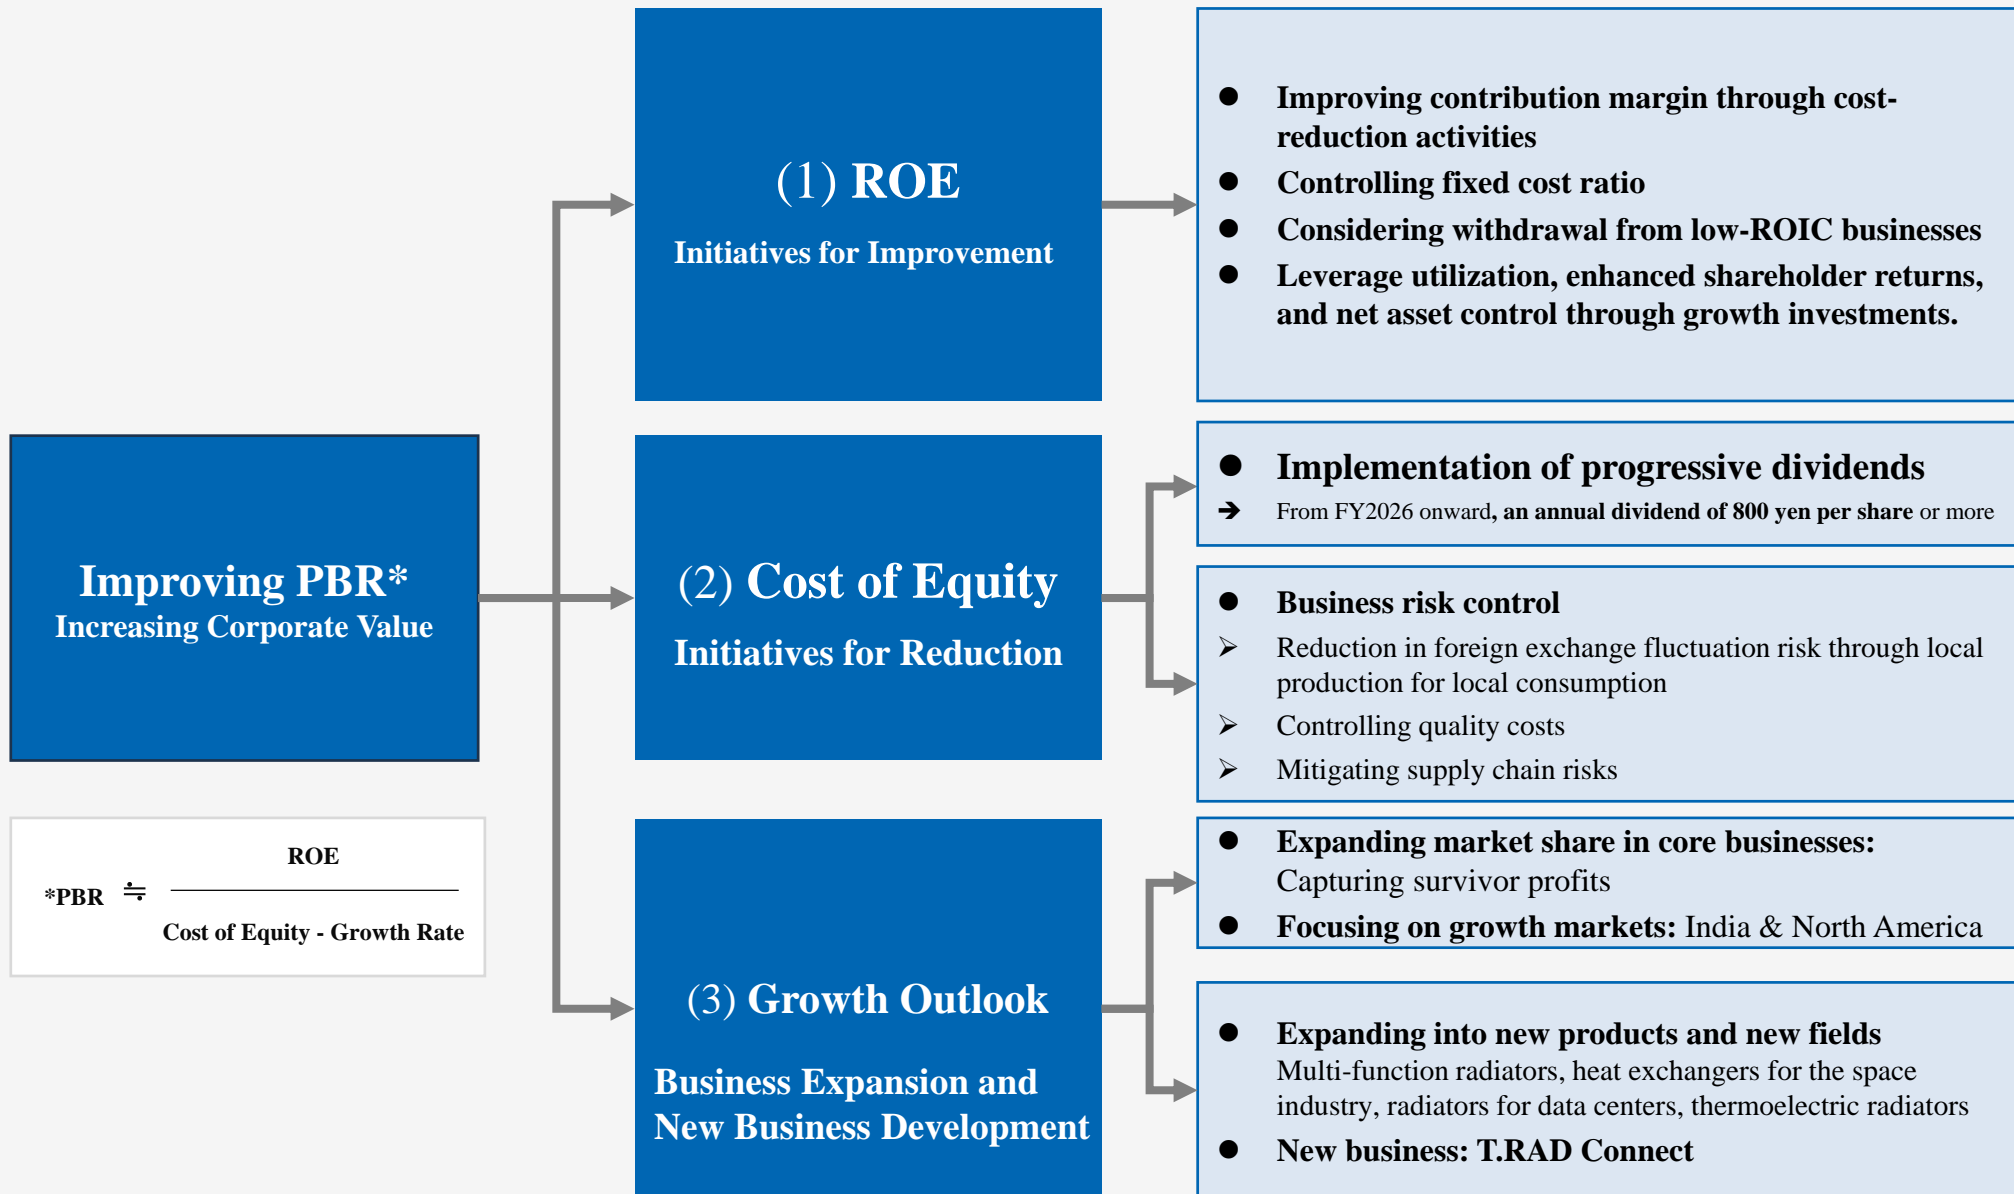 Improving PBR*
Increasing Corporate Value
*PBR ≒
ROE
Cost of Equity - Growth Rate
(1) ROE
Initiatives for Improvement
● Improving contribution margin through cost-
reduction activities
● Controlling fixed cost ratio
● Considering withdrawal from low-ROIC businesses
● Leverage utilization, enhanced shareholder returns,
and net asset control through growth investments.
(2) Cost of Equity
Initiatives for Reduction
● Implementation of progressive dividends
➔ From FY2026 onward, an annual dividend of 800 yen per share or more
● Business risk control
➢ Reduction in foreign exchange fluctuation risk through local
production for local consumption
➢ Controlling quality costs
➢ Mitigating supply chain risks
(3) Growth Outlook
Business Expansion and
New Business Development
● Expanding market share in core businesses:
Capturing survivor profits
● Focusing on growth markets: India & North America
● Expanding into new products and new fields
Multi-function radiators, heat exchangers for the space
industry, radiators for data centers, thermoelectric radiators
● New business: T.RAD Connect